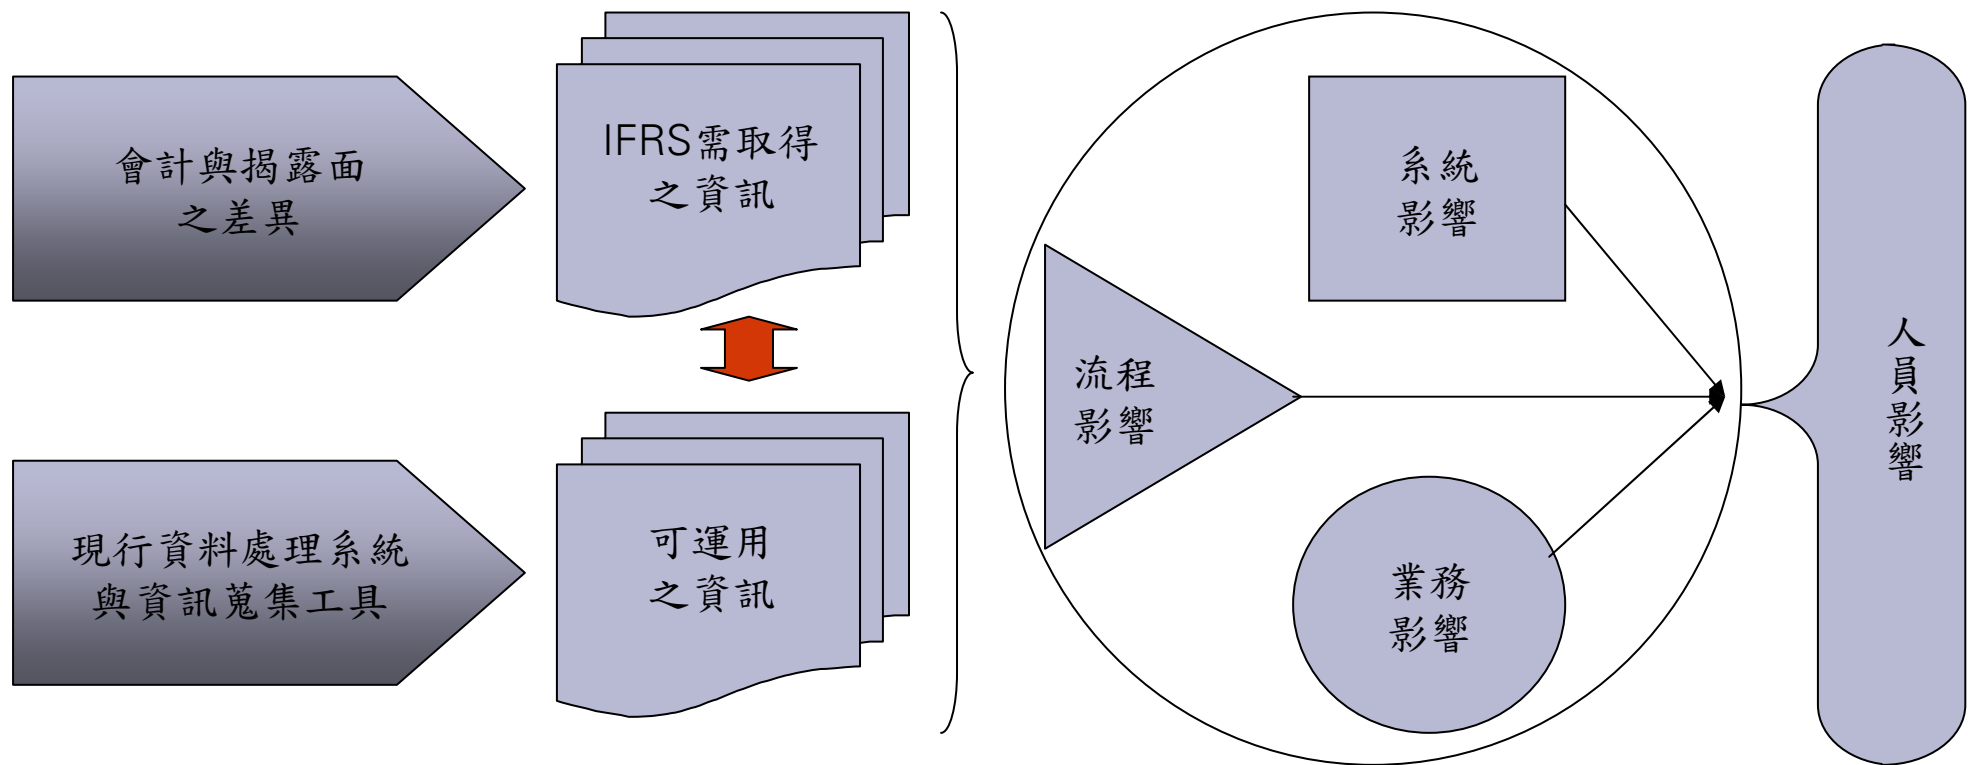 會計與揭露面
之差異
IFRS需取得
之資訊
現行資料處理系統
與資訊蒐集工具
可運用
之資訊
系統
影響
流程
影響
業務
影響
人員影響